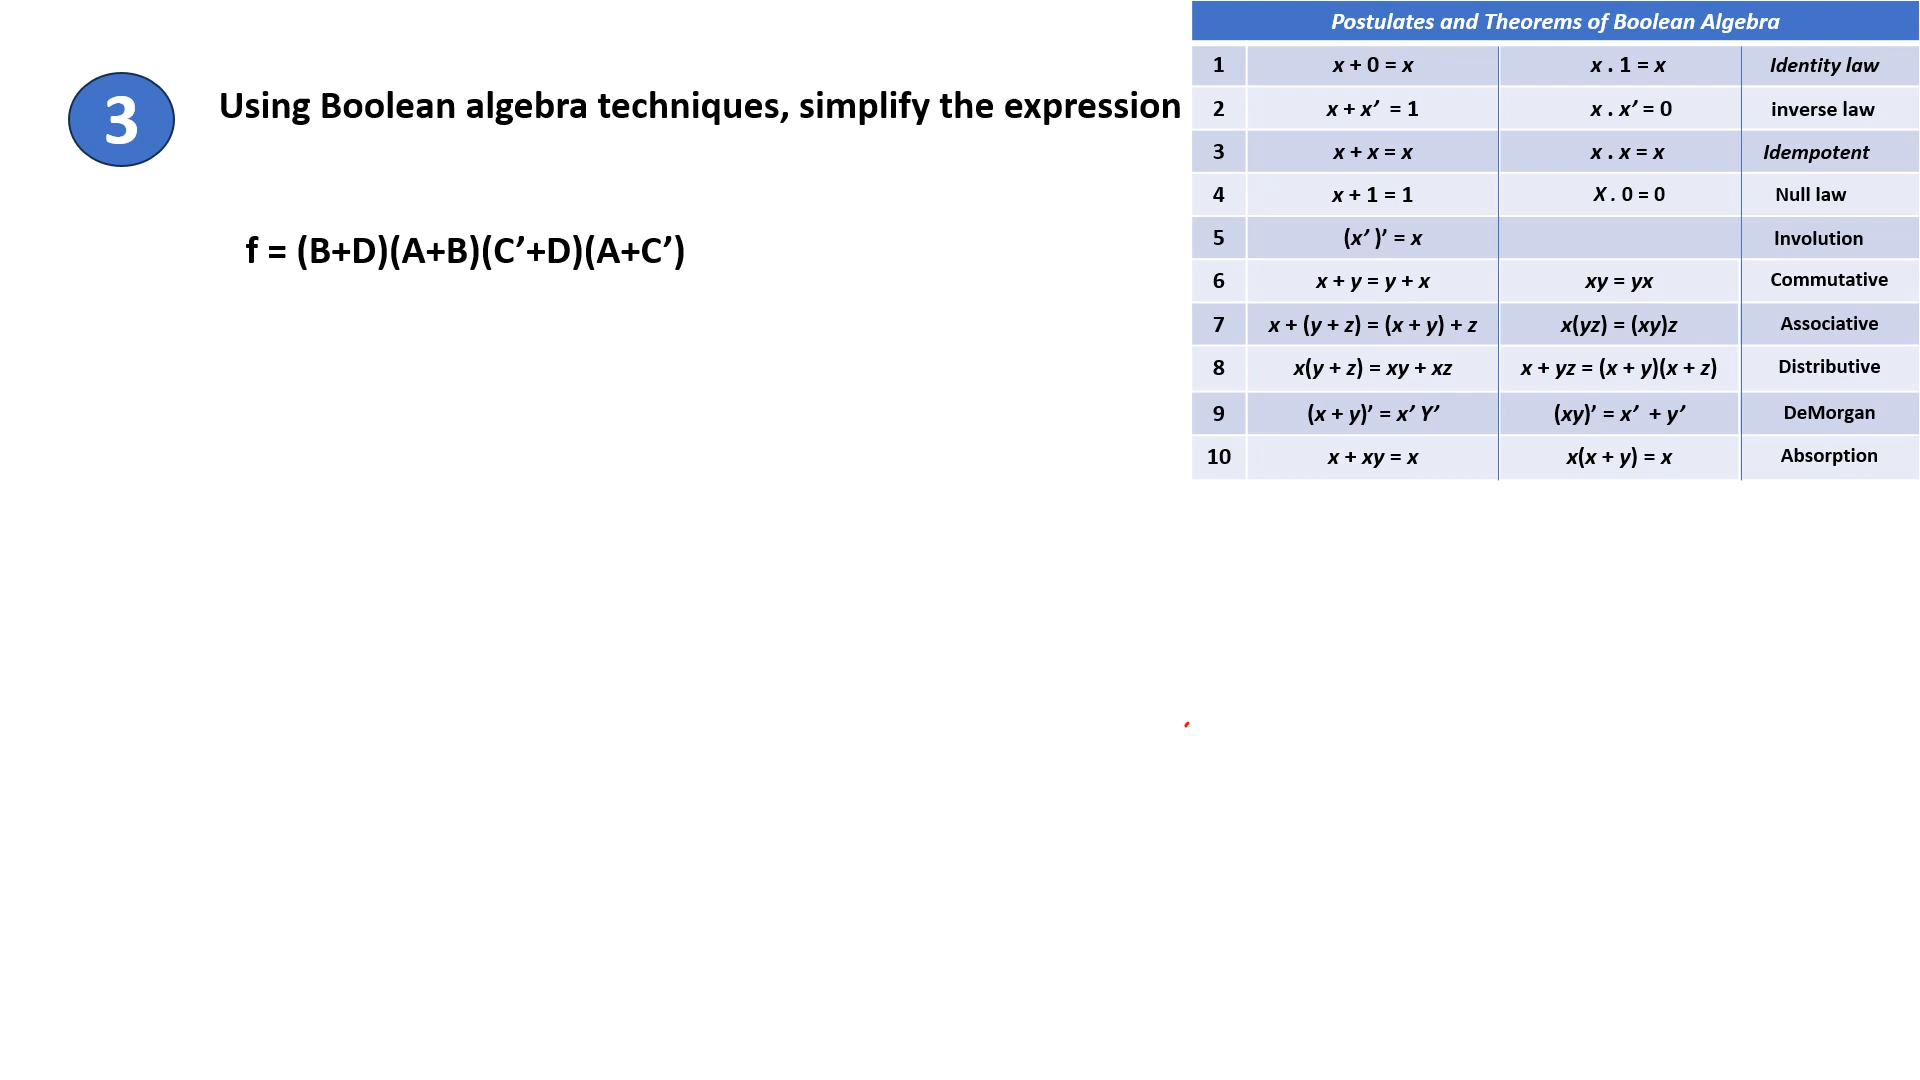 3
Using Boolean algebra techniques, simplify the expression
f = (B+D)(A+B)(C’+D)(A+C’)
Postulates and Theorems of Boolean Algebra
1 x + 0 = x x . 1 = x Identity law
2 x + x’ = 1 x . x’ = 0 inverse law
3 x + x = x x . x = x Idempotent
4 x + 1 = 1 X . 0 = 0 Null law
5 (x’ )’ = x Involution
6 x + y = y + x xy = yx Commutative
7 x + (y + z) = (x + y) + z x(yz) = (xy)z Associative
8 x(y + z) = xy + xz x + yz = (x + y)(x + z) Distributive
9 (x + y)’ = x’ Y’ (xy)’ = x’ + y’ DeMorgan
10 x + xy = x x(x + y) = x Absorption